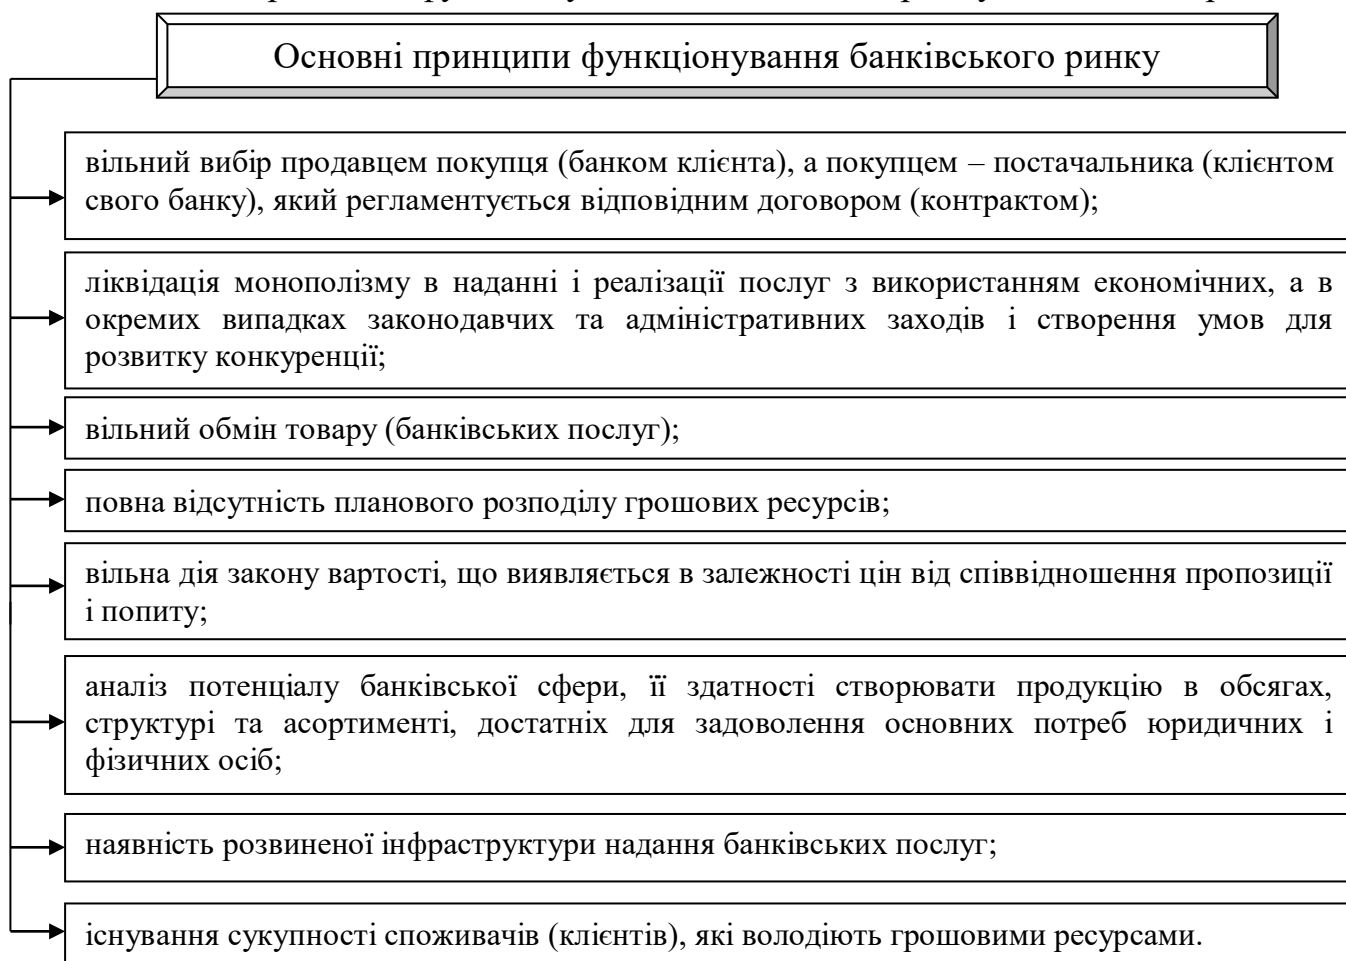 Основні принципи функціонування банківського ринку
вільний вибір продавцем покупця (банком клієнта), а покупцем – постачальника (клієнтом
свого банку), який регламентується відповідним договором (контрактом);
ліквідація монополізму в наданні і реалізації послуг з використанням економічних, а в
окремих випадках законодавчих та адміністративних заходів і створення умов для
розвитку конкуренції;
вільний обмін товару (банківських послуг);
повна відсутність планового розподілу грошових ресурсів;
вільна дія закону вартості, що виявляється в залежності цін від співвідношення пропозиції
і попиту;
аналіз потенціалу банківської сфери, її здатності створювати продукцію в обсягах,
структурі та асортименті, достатніх для задоволення основних потреб юридичних і
фізичних осіб;
наявність розвиненої інфраструктури надання банківських послуг;
існування сукупності споживачів (клієнтів), які володіють грошовими ресурсами.